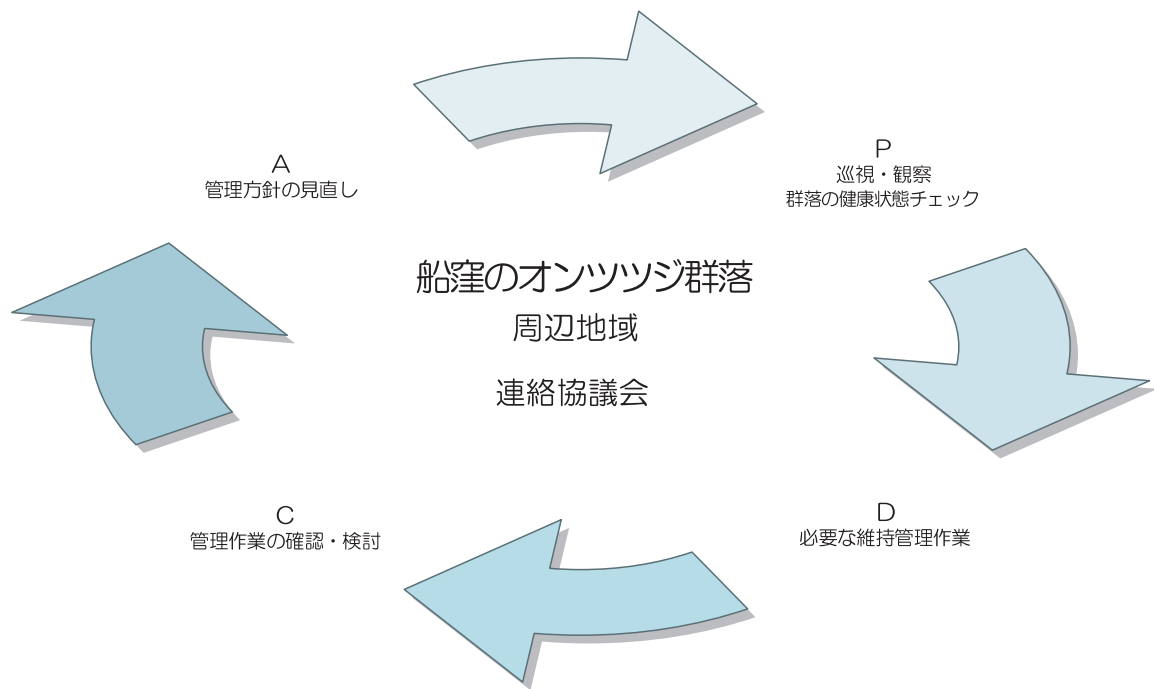 A
管理方針の見直し
P
巡視・観察
群落の健康状態チェック
船窪のオンツツジ群落
周辺地域
連絡協議会
C
管理作業の確認・検討
D
必要な維持管理作業